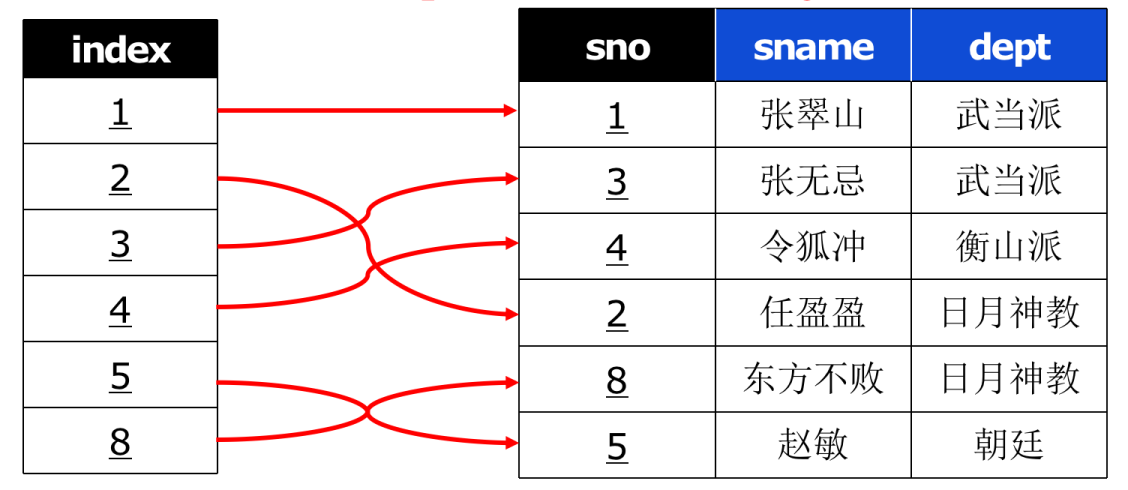 index
1
2
3
4
5
8
sno sname dept
1 张翠山 武当派
3 张无忌 武当派
4 令狐冲 衡山派
2 任盈盈 日月神教
8 东方不败 日月神教
5 赵敏 朝廷